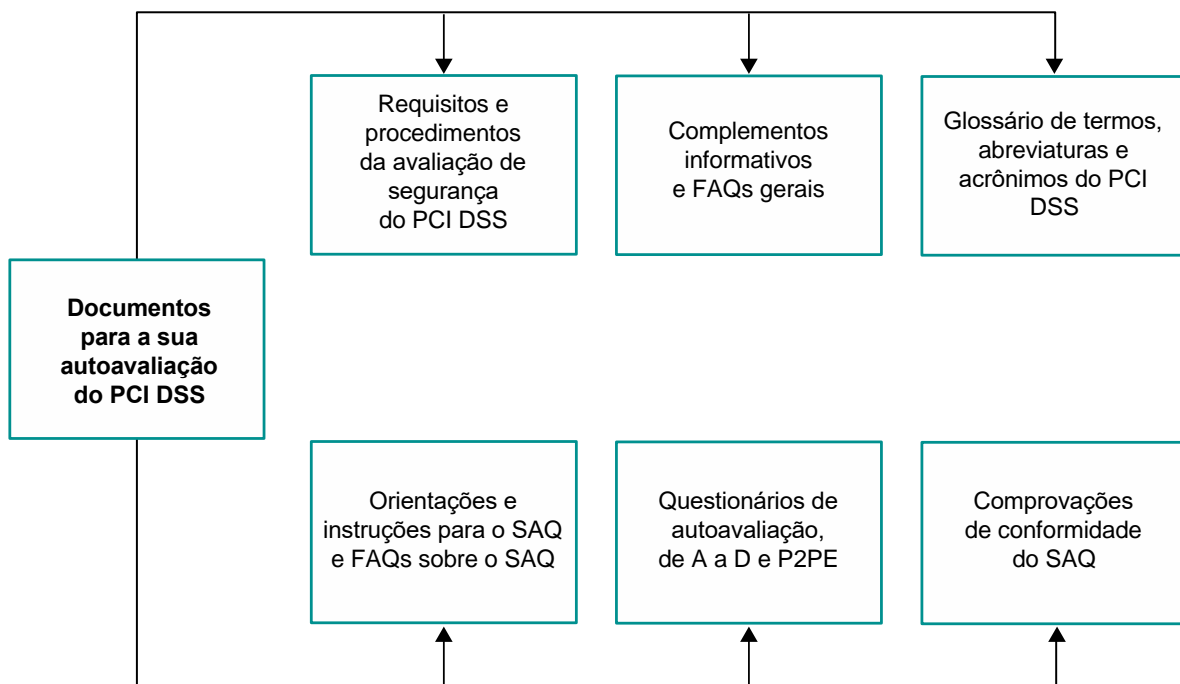 Requisitos e
procedimentos
da avaliação de
segurança
do PCI DSS
Complementos
informativos
e FAQs gerais
Glossário de termos,
abreviaturas e
acrônimos do PCI
DSS
Documentos
para a sua
autoavaliação
do PCI DSS
Orientações e
instruções para o SAQ
e FAQs sobre o SAQ
Questionários de
autoavaliação,
de A a D e P2PE
Comprovações
de conformidade
do SAQ